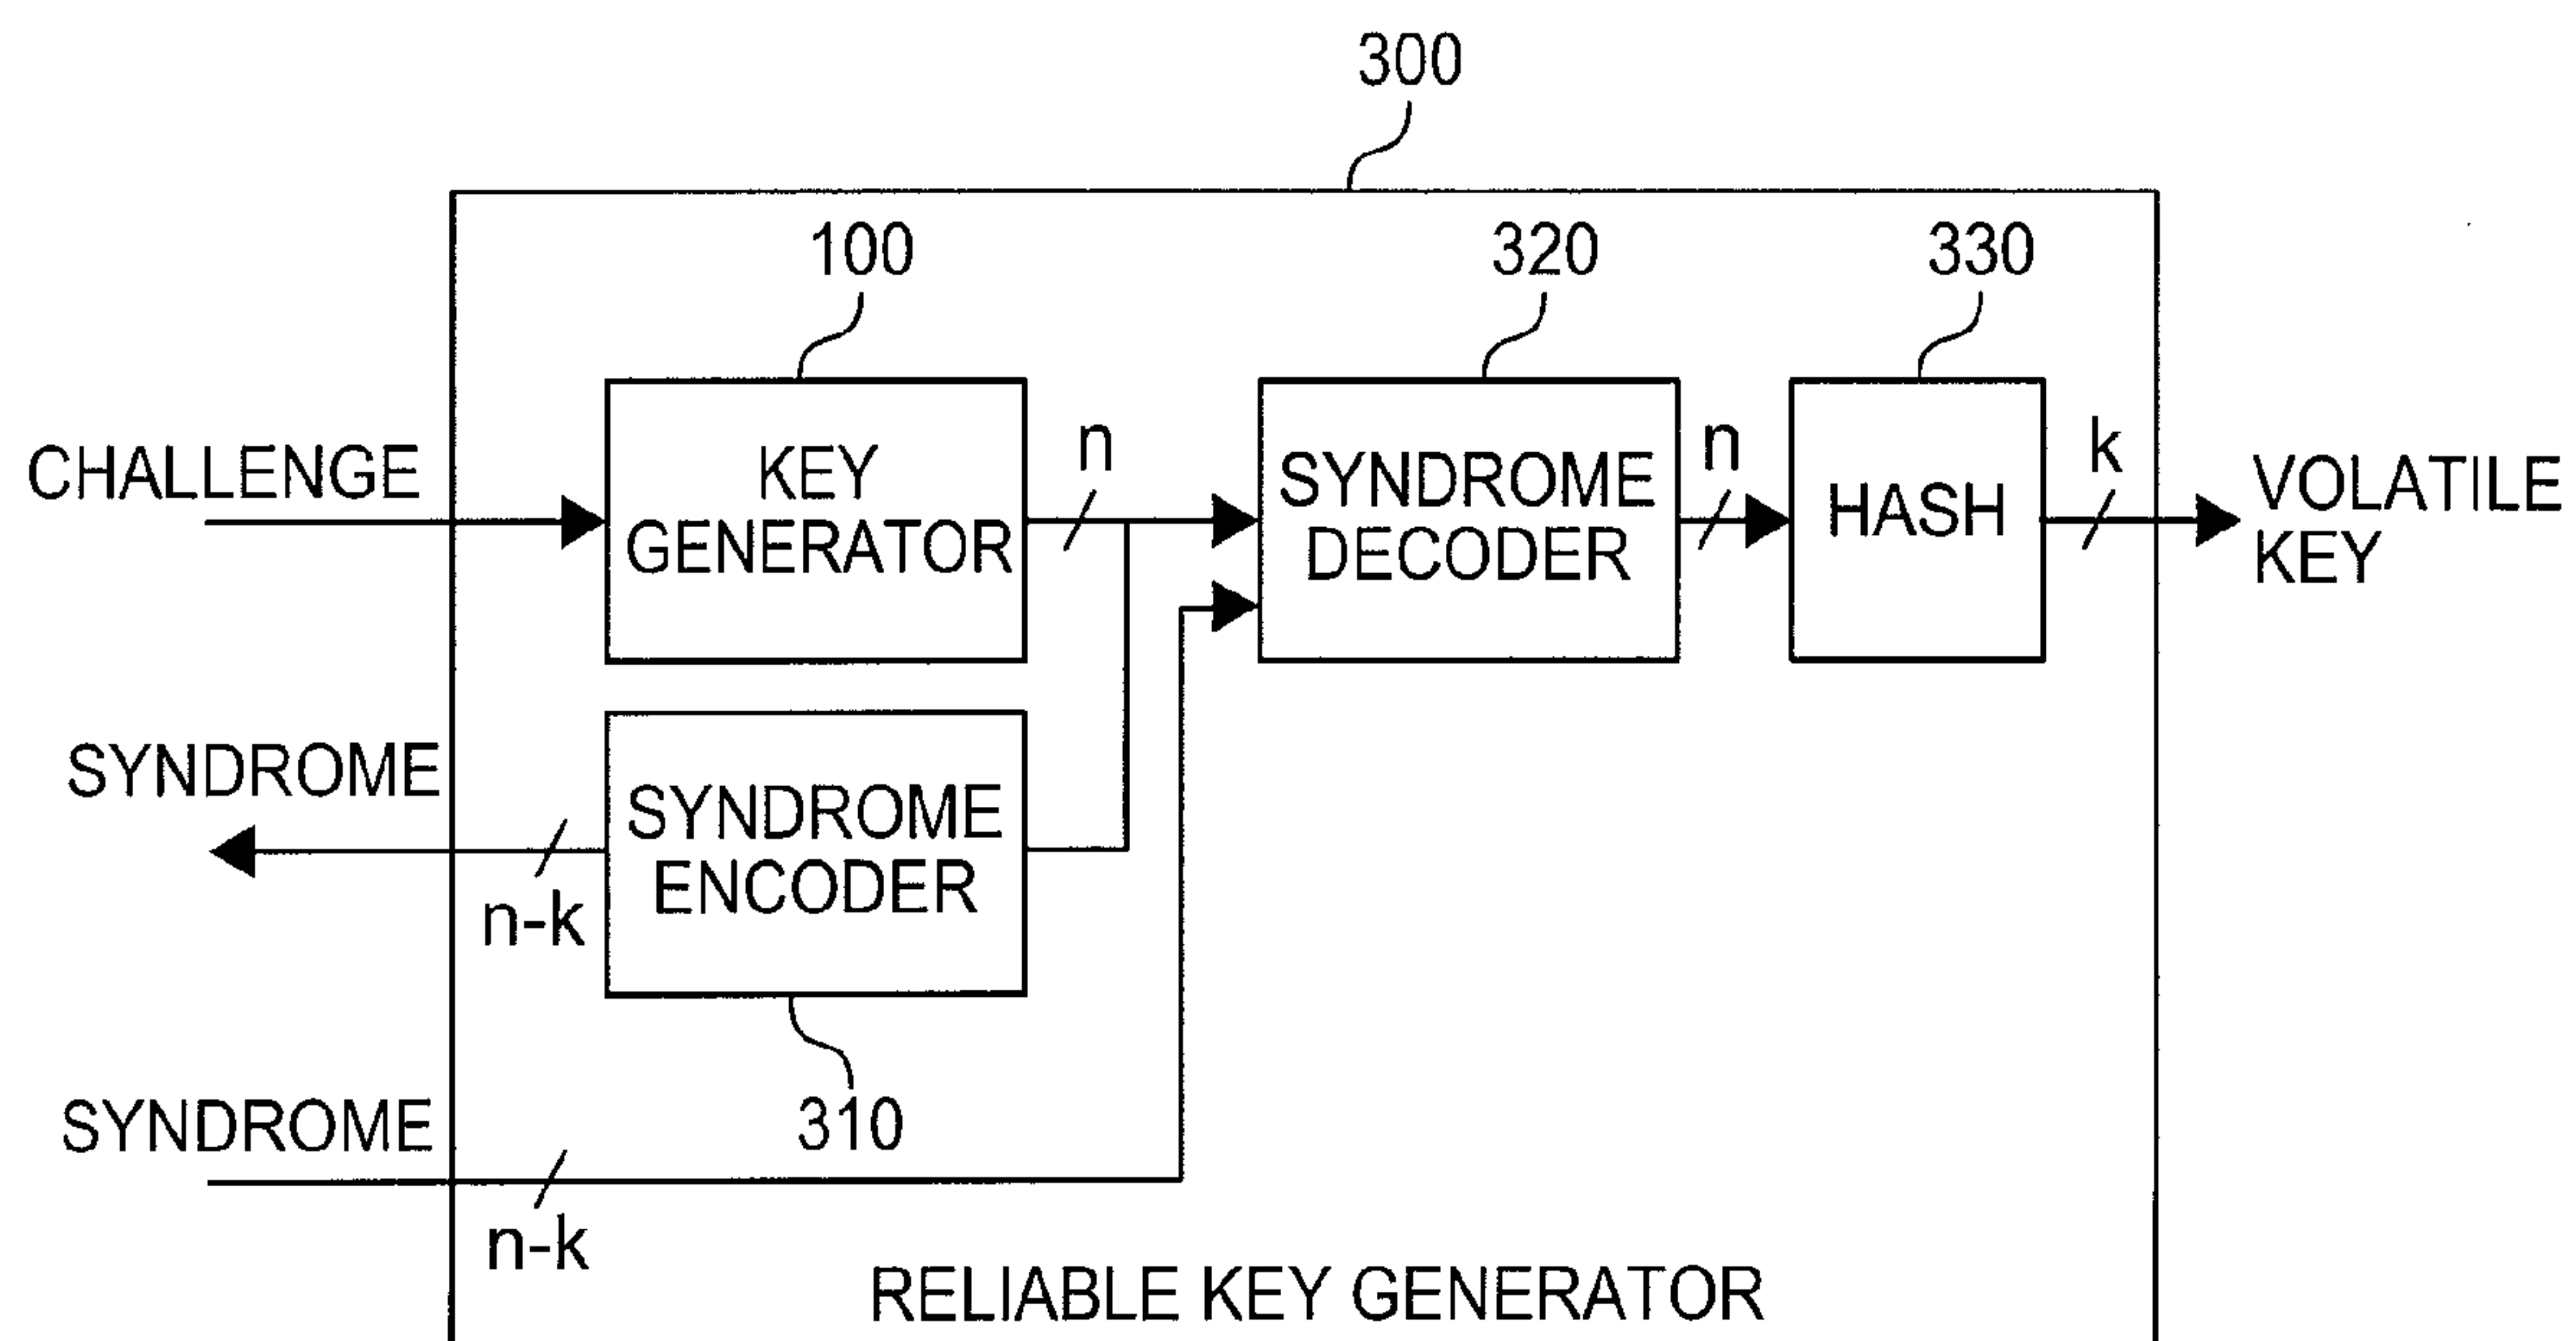 300
100
320
330
CHALLENGE
KEY
GENERATOR
n
SYNDROME
DECODER
n
HASH
k
VOLATILE
KEY
SYNDROME
n-k
SYNDROME
ENCODER
310
SYNDROME
n-k
RELIABLE KEY GENERATOR